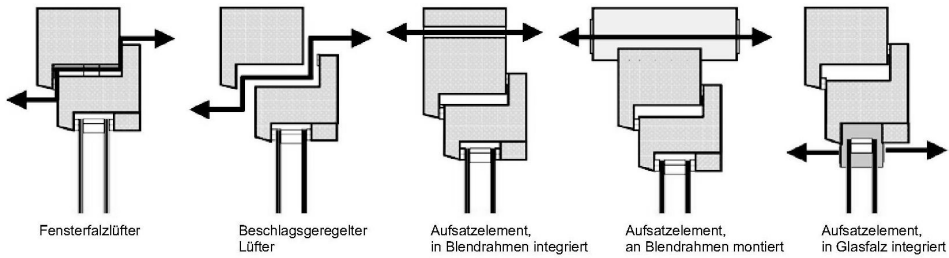 Fensterfalzlüfter
Beschlagsgeregelter
Lüfter
Aufsatzelement,
in Blendrahmen integriert
Aufsatzelement,
an Blendrahmen montiert
Aufsatzelement,
in Glasfalz integriert